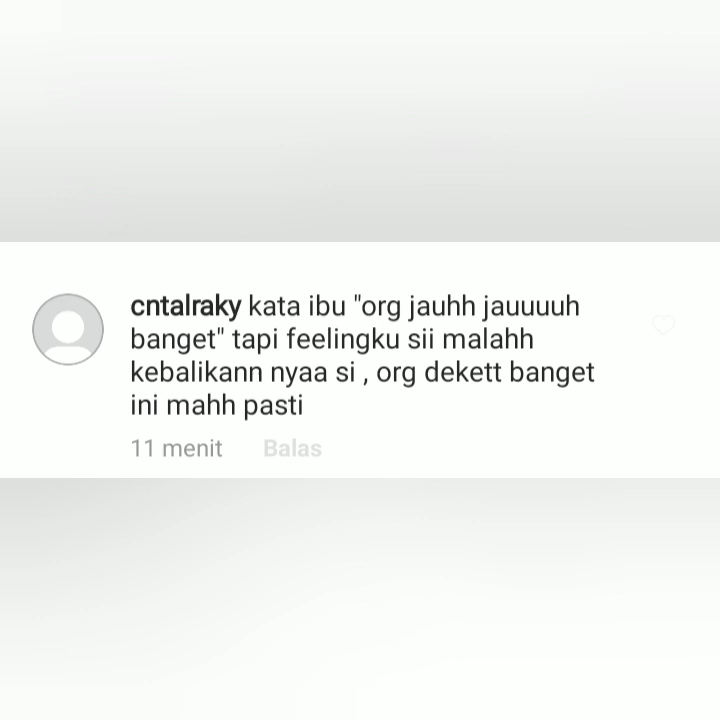 cntalraky kata ibu "org jauhh jauuuuh
banget" tapi feelingku sii malahh
kebalikann nyaa si , org dekett banget
ini mahh pasti
11 menit Balas